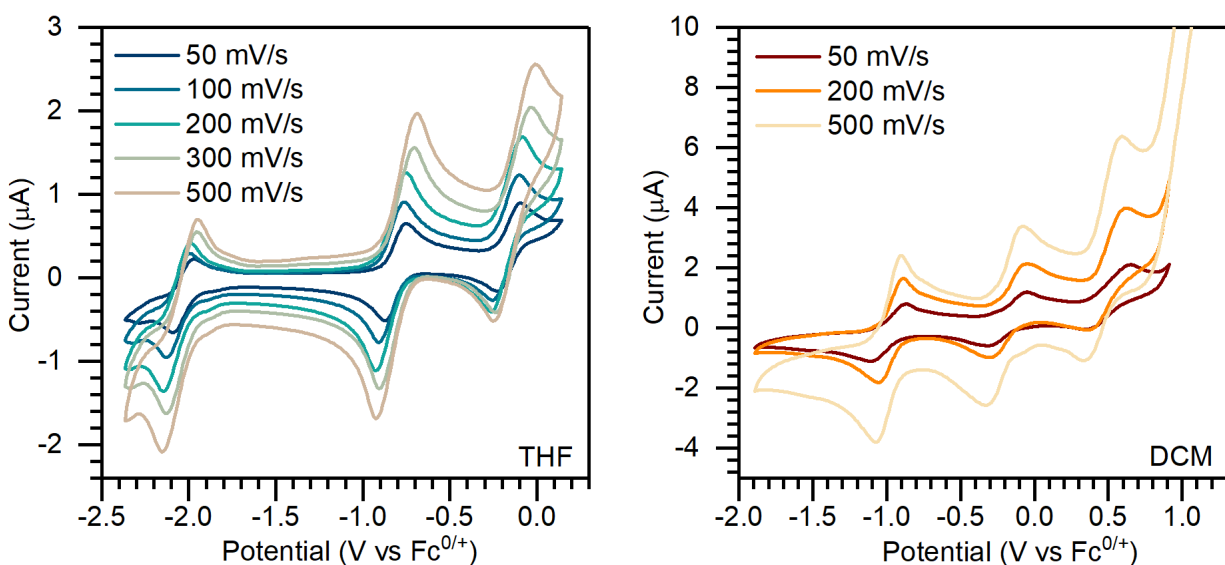 3
2
1
0
-1
-2
Current (μA)
50 mV/s
100 mV/s
200 mV/s
300 mV/s
500 mV/s
THF
-2.5
-2.0
-1.5
-1.0
-0.5
0.0
Potential (V vs Fc0/+)
10
8
6
4
2
0
-2
-4
Current (μA)
50 mV/s
200 mV/s
500 mV/s
DCM
-2.0
-1.5
-1.0
-0.5
0.0
0.5
1.0
Potential (V vs Fc0/+)